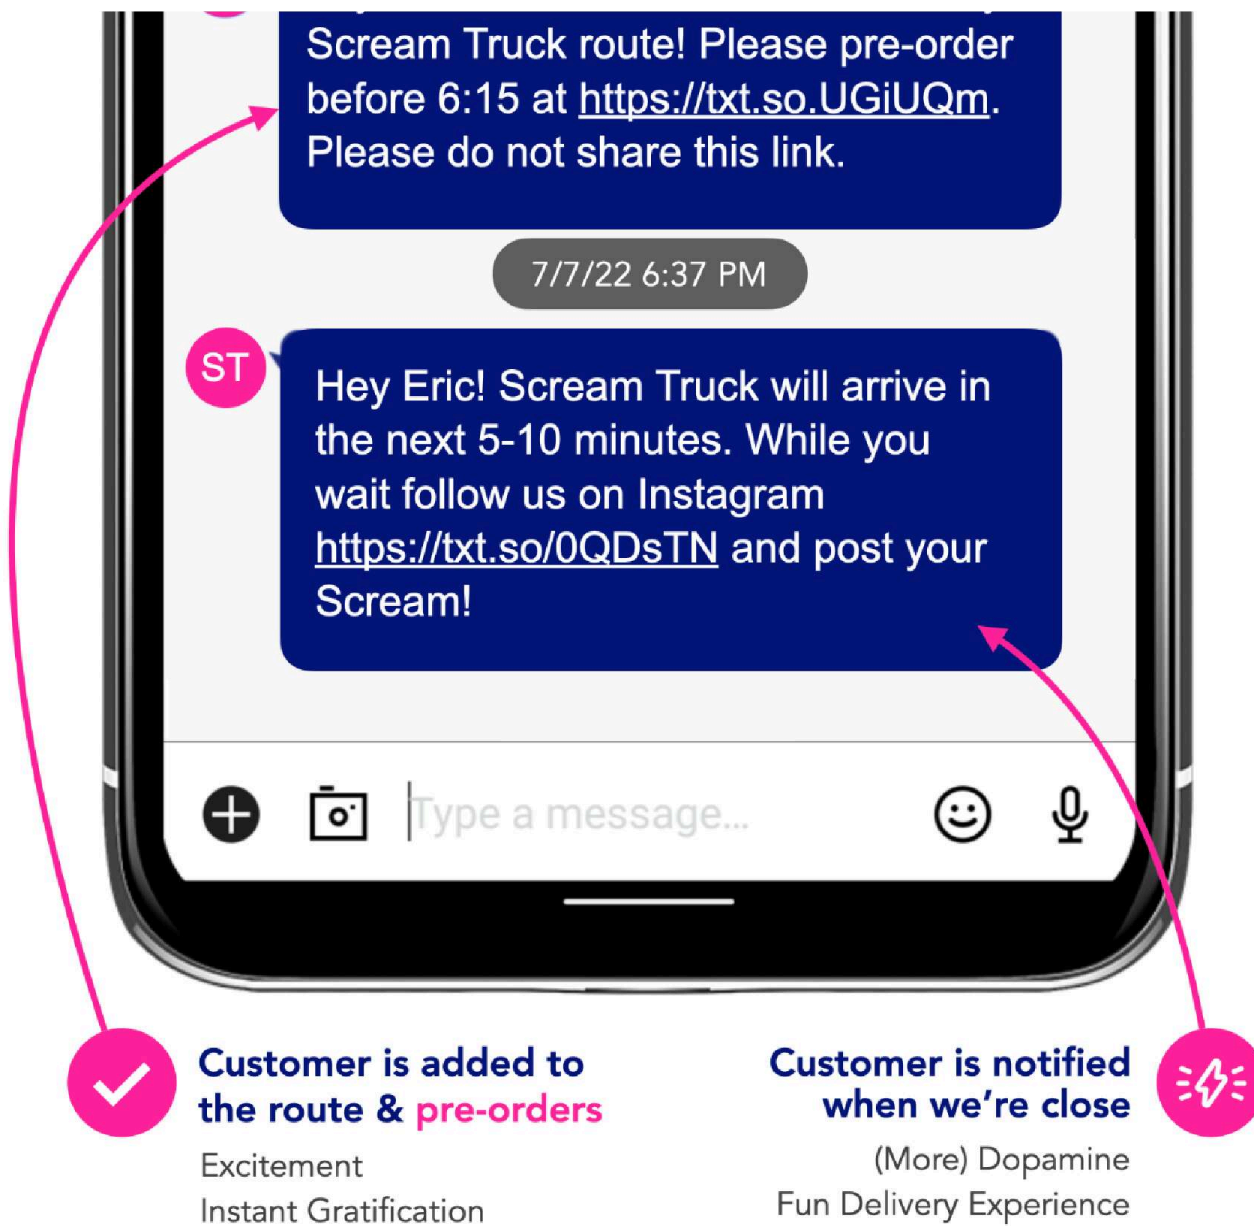 Scream Truck route! Please pre-order
before 6:15 at https://txt.so.UGiUQm.
Please do not share this link.
7/7/22 6:37 PM
ST
Hey Eric! Scream Truck will arrive in
the next 5-10 minutes. While you
wait follow us on Instagram
https://txt.so/0QDsTN and post your
Scream!
Type a message...
Customer is added to
the route & pre-orders
Excitement
Instant Gratification
Customer is notified
when we're close
(More) Dopamine
Fun Delivery Experience